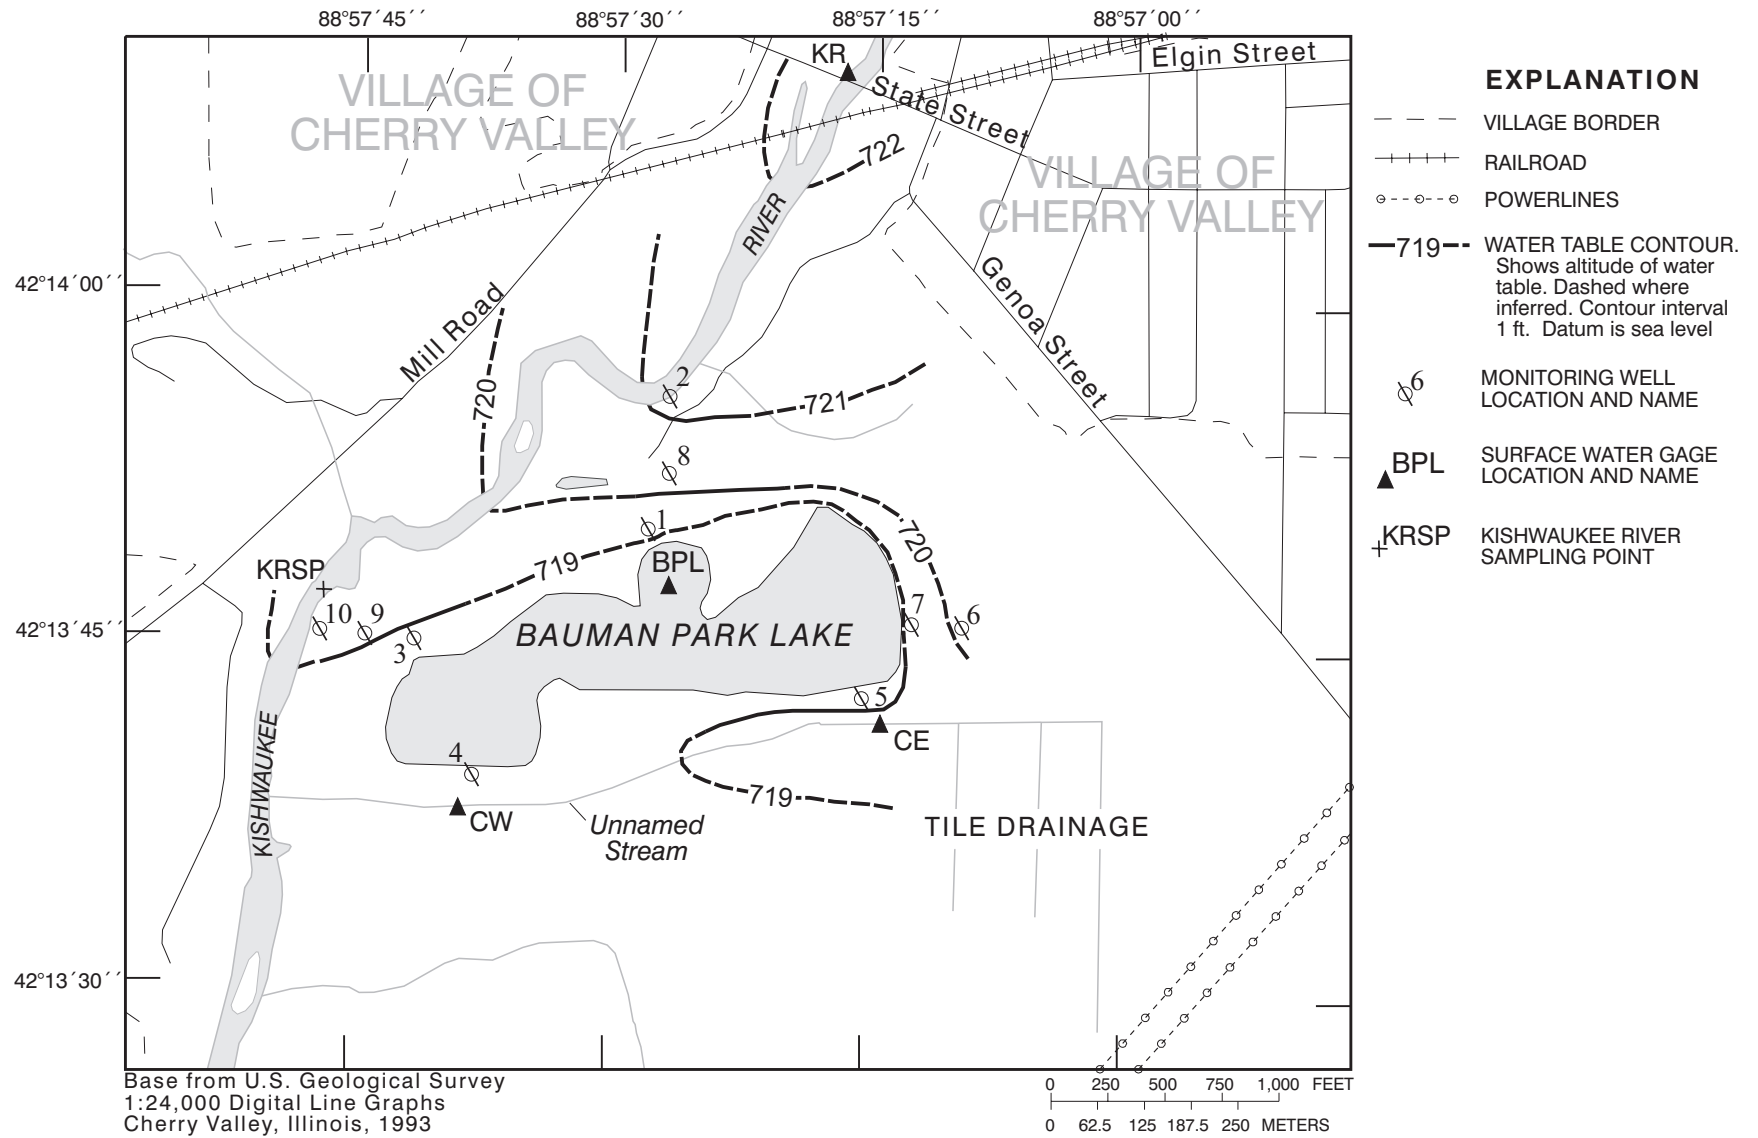 88°57´45´´
88°57´30´´
88°57´15´´
88°57´00´´
KR
Elgin Street
State Street
VILLAGE OF
CHERRY VALLEY
722
VILLAGE OF
CHERRY VALLEY
RIVER
42°14´00´´
Mill Road
Genoa Street
720
2
721
8
1
720
719
BPL
KRSP
10
9
3
7
6
42°13´45´´
BAUMAN PARK LAKE
5
CE
KISHWAUKEE
4
CW
719
Unnamed
Stream
TILE DRAINAGE
42°13´30´´
EXPLANATION
VILLAGE BORDER
RAILROAD
POWERLINES
719
WATER TABLE CONTOUR.
Shows altitude of water
table. Dashed where
inferred. Contour interval
1 ft. Datum is sea level
6
MONITORING WELL
LOCATION AND NAME
BPL
SURFACE WATER GAGE
LOCATION AND NAME
KRSP
KISHWAUKEE RIVER
SAMPLING POINT
Base from U.S. Geological Survey
1:24,000 Digital Line Graphs
Cherry Valley, Illinois, 1993
0 250 500 750 1,000 FEET
0 62.5 125 187.5 250 METERS